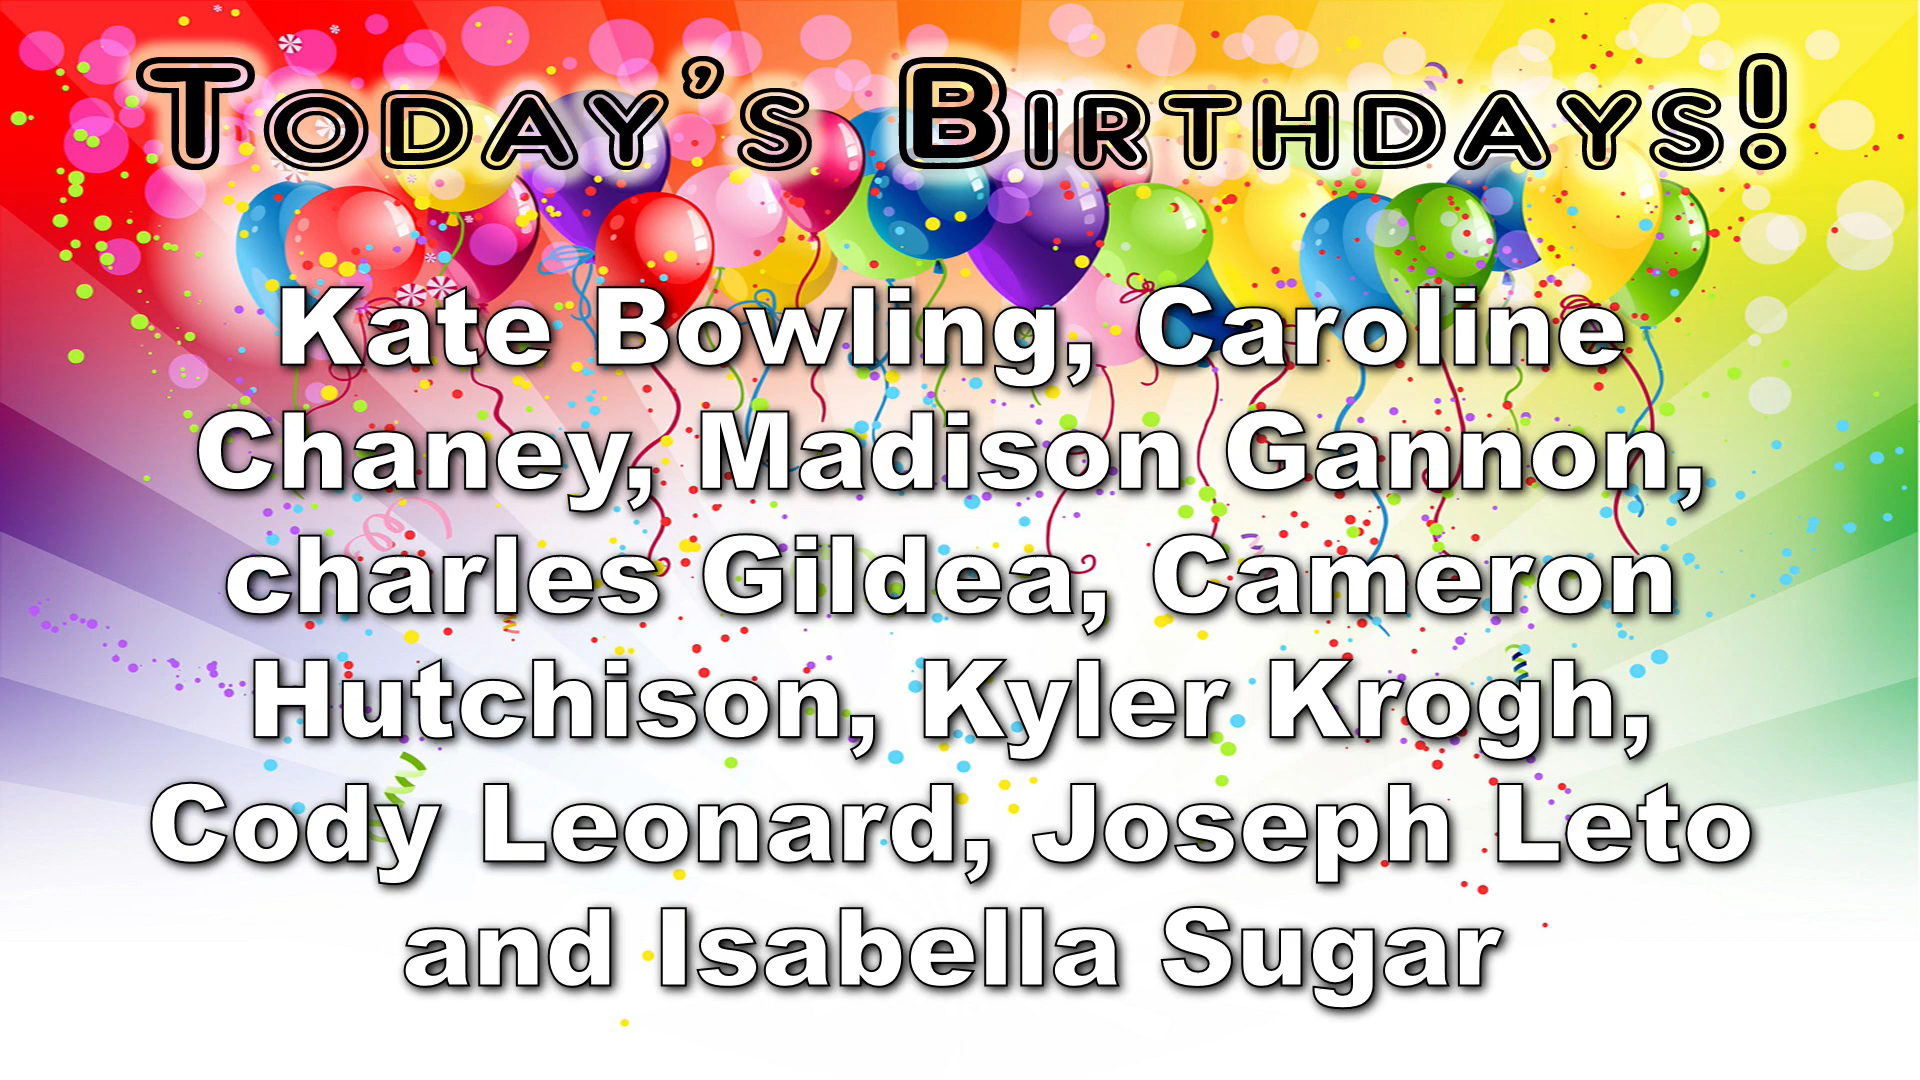 Today's Birthdays!
Kate Bowling, Caroline
Chaney, Madison Gannon,
charles Gildea, Cameron
Hutchison, Kyler Krogh,
Cody Leonard, Joseph Leto
and Isabella Sugar